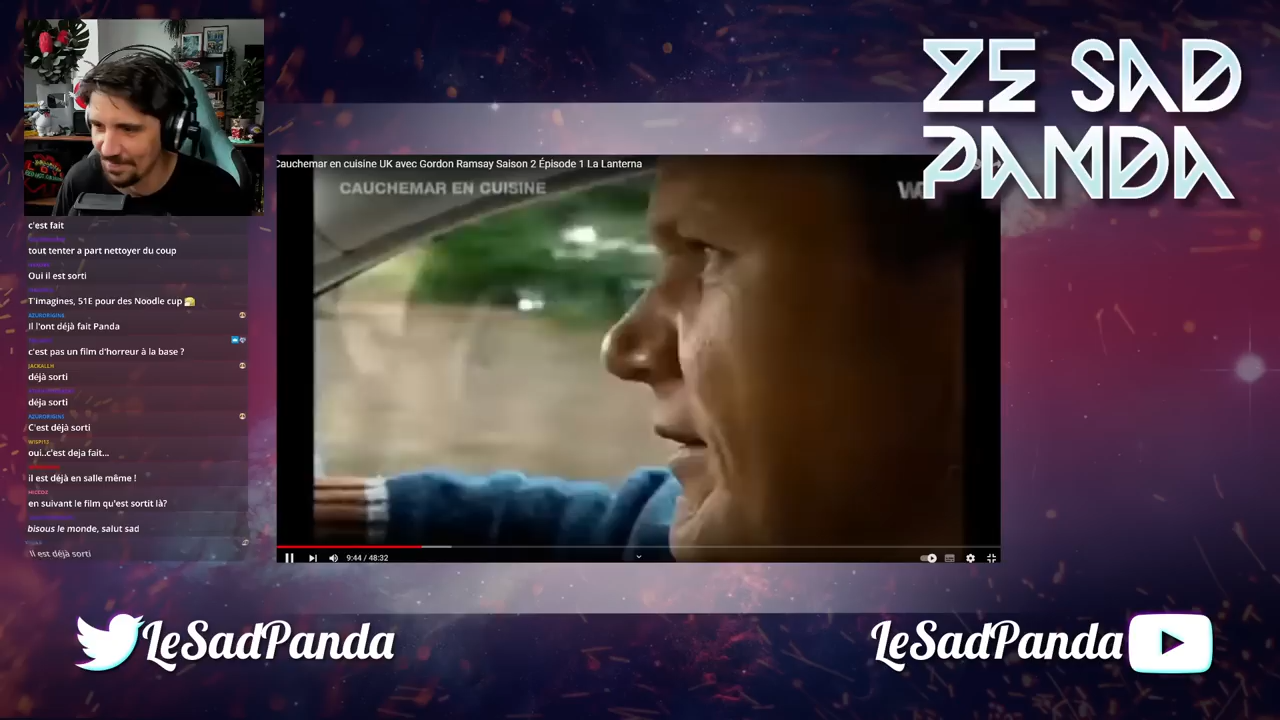 ZE SAD
PANDA
Cauchemar en cuisine UK avec Gordon Ramsay Saison 2 Épisode 1 La Lanterna
CAUCHEMAR EN CUISINE
W
c'est fait
tout tenter a part nettoyer du coup
Oui il est sorti
T'imagines, 51E pour des Noodle cup
AZURORIGINS
Il l'ont déjà fait Panda
c'est pas un film d'horreur à la base ?
JACKALLH
déjà sorti
déja sorti
AZURORIGINS
C'est déjà sorti
WISPI12
oui..c'est deja fait...
il est déjà en salle même !
en suivant le film qu'est sortit là?
bisous le monde, salut sad
Il est déjà sorti
9:44 / 48:32
LeSadPanda
LeSadPanda